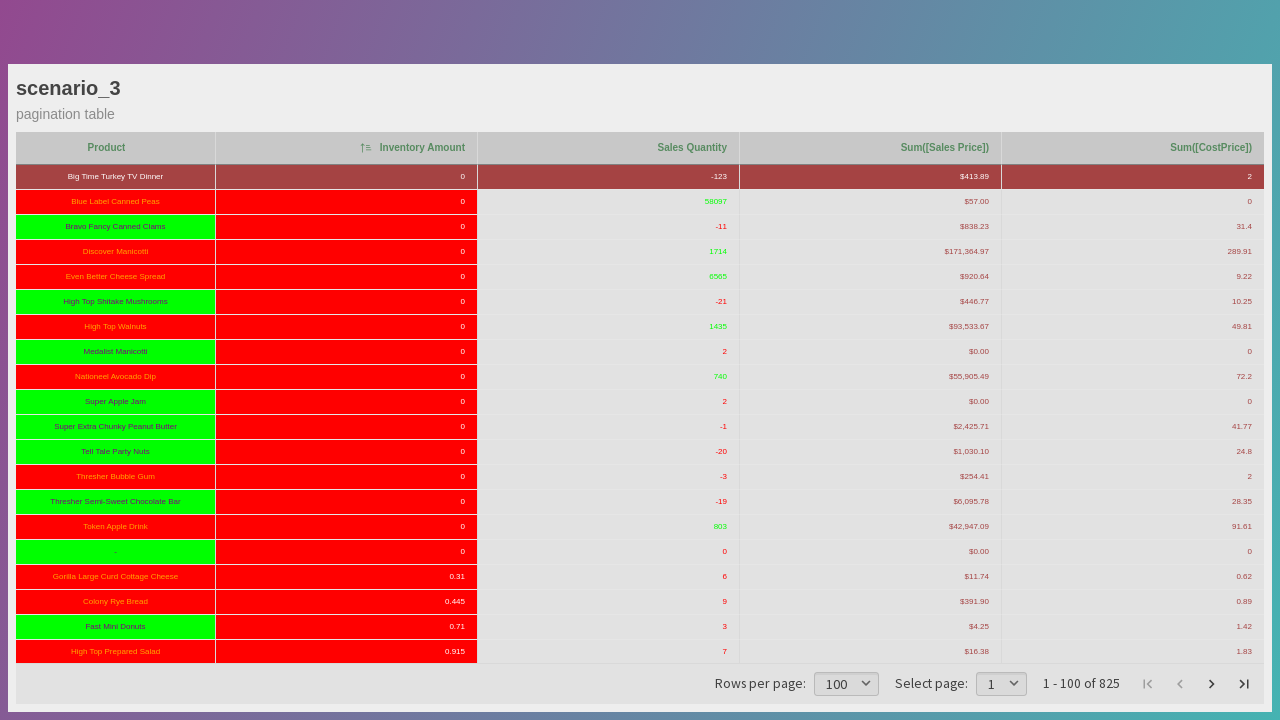 scenario_3
pagination table
Product Inventory Amount Sales Quantity Sum([Sales Price]) Sum([CostPrice])
Big Time Turkey TV Dinner 0 -123 $413.89 2
Blue Label Canned Peas 0 58097 $57.00 0
Bravo Fancy Canned Clams 0 -11 $838.23 31.4
Discover Manicotti 0 1714 $171,364.97 289.91
Even Better Cheese Spread 0 6565 $920.64 9.22
High Top Shitake Mushrooms 0 -21 $446.77 10.25
High Top Walnuts 0 1435 $93,533.67 49.81
Medalist Manicotti 0 2 $0.00 0
Nationeel Avocado Dip 0 740 $55,905.49 72.2
Super Apple Jam 0 2 $0.00 0
Super Extra Chunky Peanut Butter 0 -1 $2,425.71 41.77
Tell Tale Party Nuts 0 -20 $1,030.10 24.8
Thresher Bubble Gum 0 -3 $254.41 2
Thresher Semi-Sweet Chocolate Bar 0 -19 $6,095.78 28.35
Token Apple Drink 0 803 $42,947.09 91.61
- 0 0 $0.00 0
Gorilla Large Curd Cottage Cheese 0.31 6 $11.74 0.62
Colony Rye Bread 0.445 9 $391.90 0.89
Fast Mini Donuts 0.71 3 $4.25 1.42
High Top Prepared Salad 0.915 7 $16.38 1.83
Rows per page: 100 Select page: 1 1 - 100 of 825